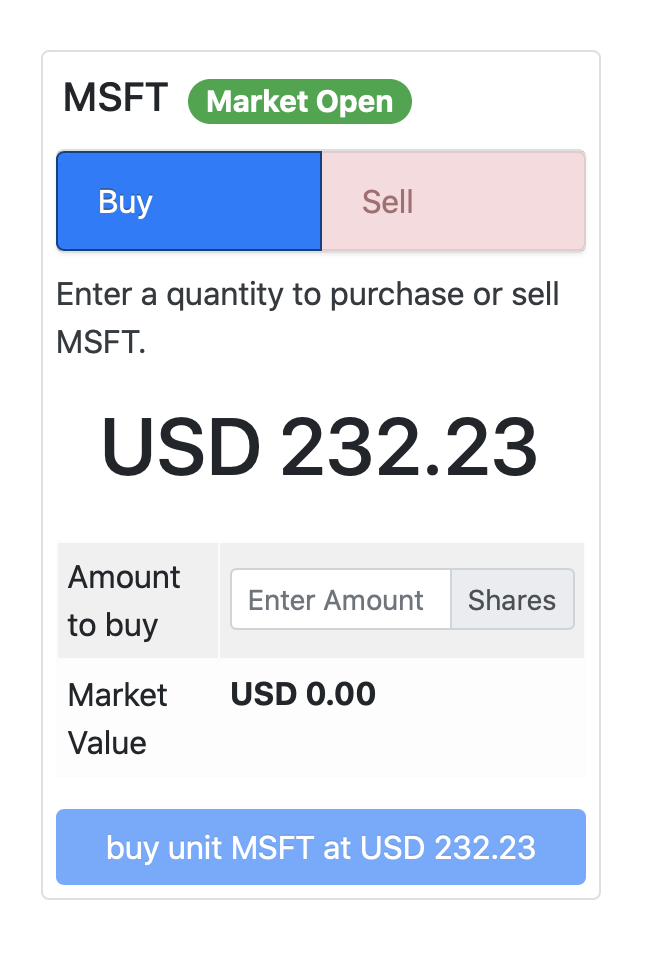 MSFT Market Open
Buy Sell
Enter a quantity to purchase or sell
MSFT.
USD 232.23
Amount
to buy
Enter Amount Shares
Market
Value
USD 0.00
buy unit MSFT at USD 232.23